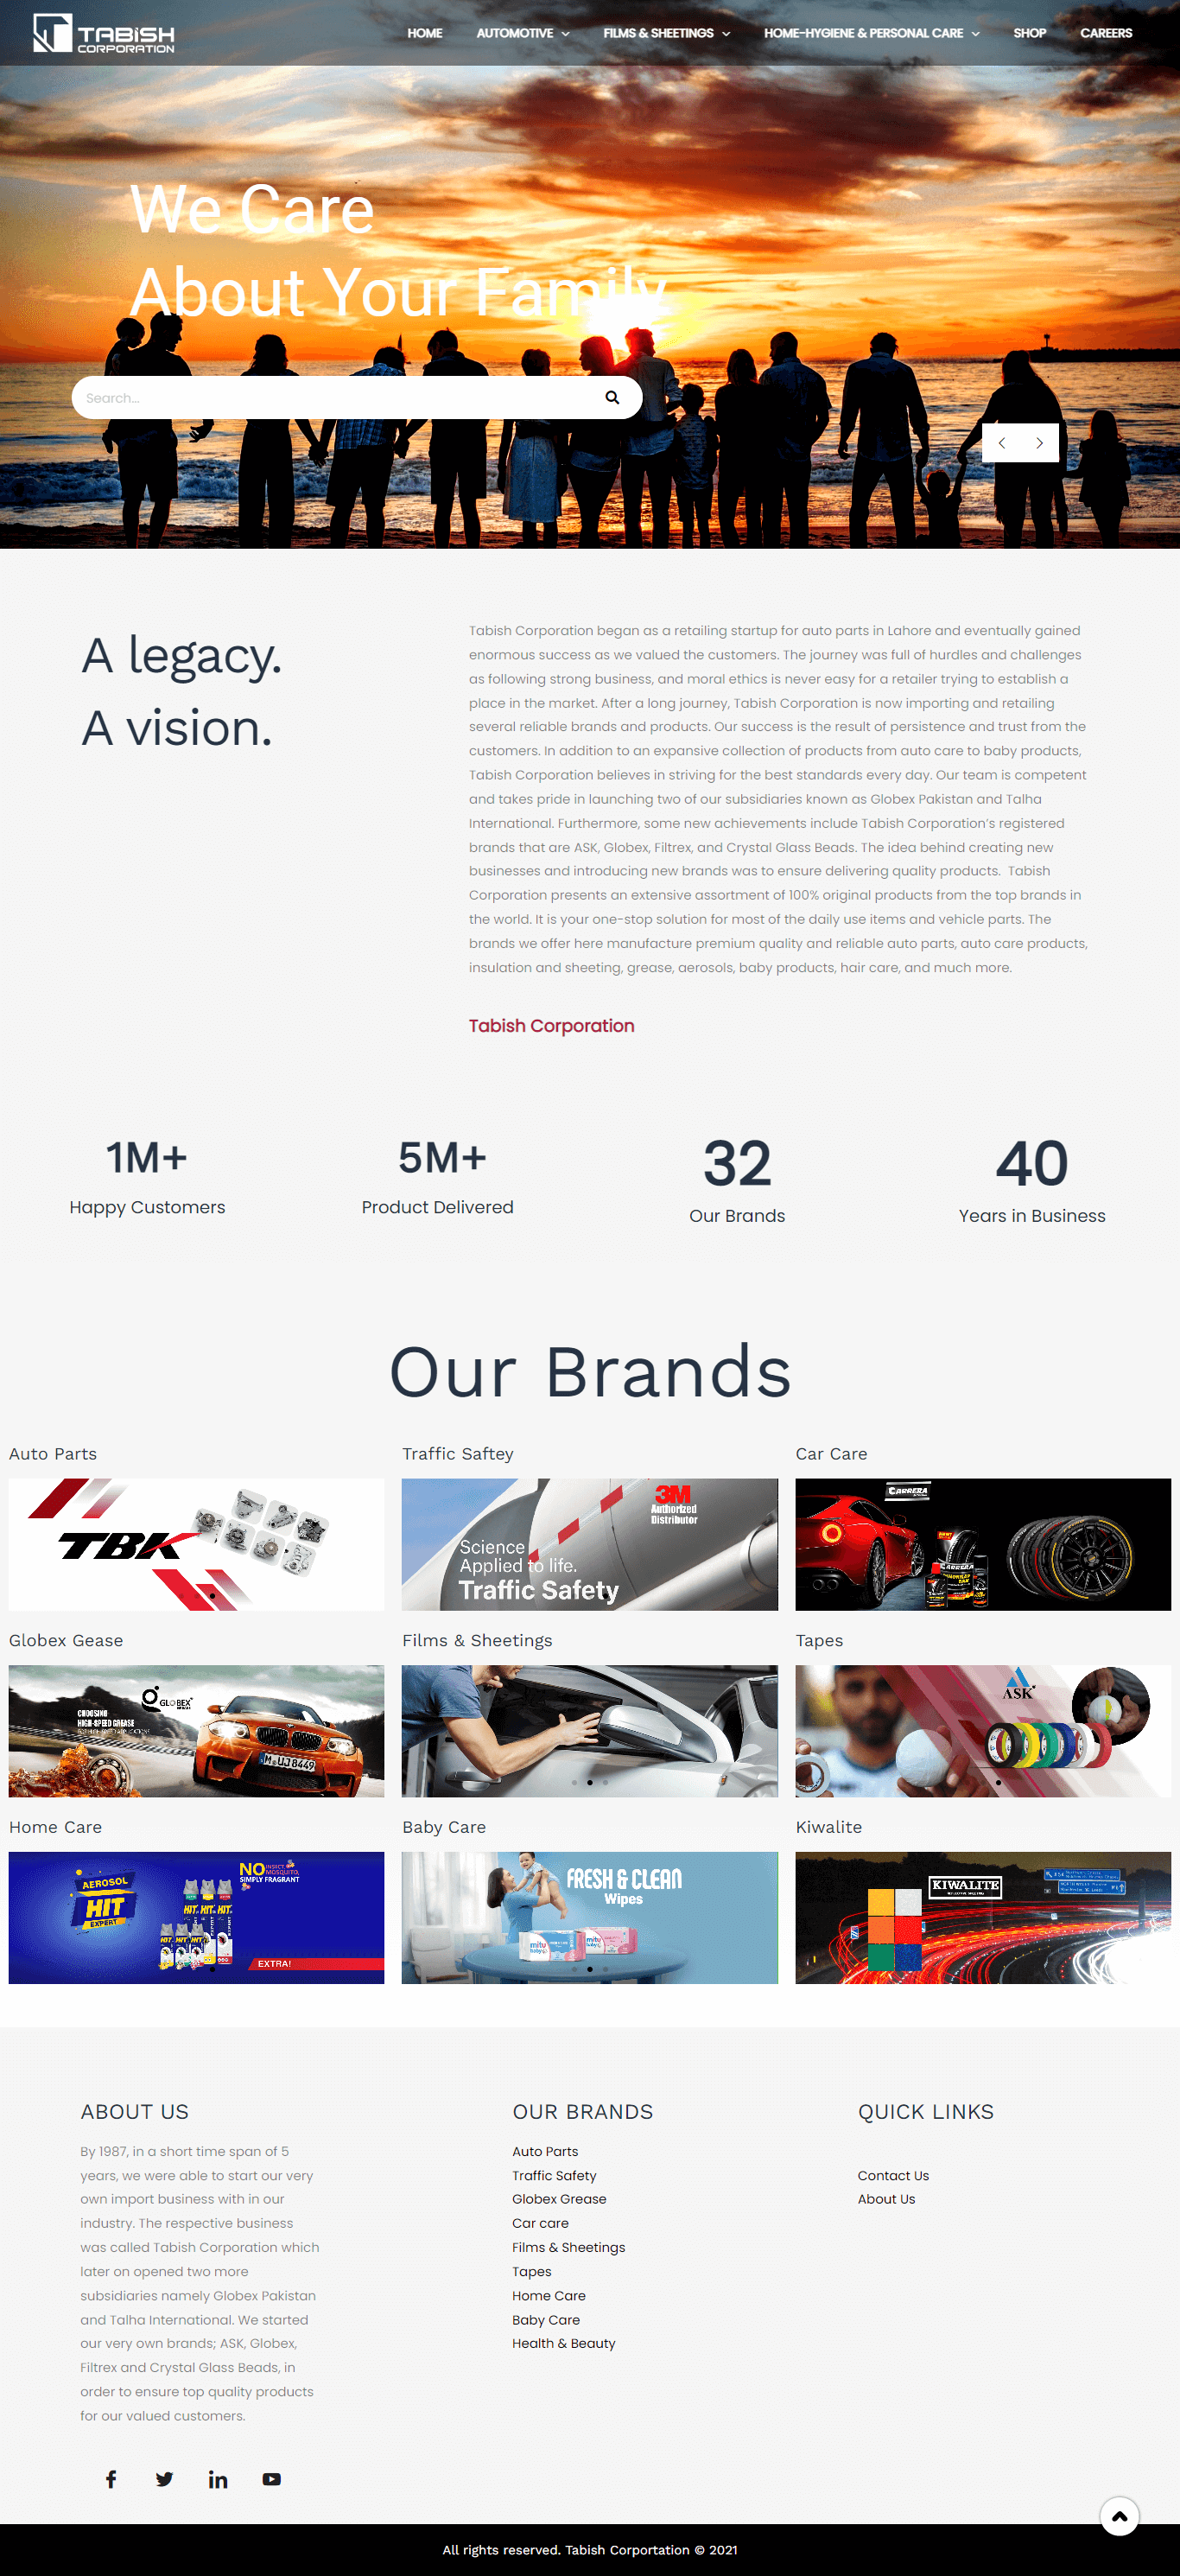 TABISH
CORPORATION
HOME
AUTOMOTIVE
FILMS & SHEETINGS
HOME-HYGIENE & PERSONAL CARE
SHOP
CAREERS
We Care
About Your Family
Search...
A legacy.
A vision.
Tabish Corporation began as a retailing startup for auto parts in Lahore and eventually gained
enormous success as we valued the customers. The journey was full of hurdles and challenges
as following strong business, and moral ethics is never easy for a retailer trying to establish a
place in the market. After a long journey, Tabish Corporation is now importing and retailing
several reliable brands and products. Our success is the result of persistence and trust from the
customers. In addition to an expansive collection of products from auto care to baby products,
Tabish Corporation believes in striving for the best standards every day. Our team is competent
and takes pride in launching two of our subsidiaries known as Globex Pakistan and Talha
International. Furthermore, some new achievements include Tabish Corporation's registered
brands that are ASK, Globex, Filtrex, and Crystal Glass Beads. The idea behind creating new
businesses and introducing new brands was to ensure delivering quality products. Tabish
Corporation presents an extensive assortment of 100% original products from the top brands in
the world. It is your one-stop solution for most of the daily use items and vehicle parts. The
brands we offer here manufacture premium quality and reliable auto parts, auto care products,
insulation and sheeting, grease, aerosols, baby products, hair care, and much more.
Tabish Corporation
1M+
Happy Customers
5M+
Product Delivered
32
Our Brands
40
Years in Business
Our Brands
Auto Parts
TBK
Traffic Saftey
3M
Authorized
Distributor
Science
Applied to life.
Traffic Safety
Car Care
CARRERA
CARRERA
Globex Gease
GLOBEX
CHOOSING
HIGH-SPEED GREASE
M UJ 8449
Films & Sheetings
Tapes
ASK
Home Care
AEROSOL
HIT
EXPERT
NO INSECT,
MOSQUITO,
SIMPLY FRAGRANT
HIT HIT HIT
HIT HIT HIT
EXTRA!
Baby Care
FRESH & CLEAN
Wipes
mitu
baby
mitu
baby
Kiwalite
KIWALITE
ABOUT US
By 1987, in a short time span of 5
years, we were able to start our very
own import business with in our
industry. The respective business
was called Tabish Corporation which
later on opened two more
subsidiaries namely Globex Pakistan
and Talha International. We started
our very own brands; ASK, Globex,
Filtrex and Crystal Glass Beads, in
order to ensure top quality products
for our valued customers.
OUR BRANDS
Auto Parts
Traffic Safety
Globex Grease
Car care
Films & Sheetings
Tapes
Home Care
Baby Care
Health & Beauty
QUICK LINKS
Contact Us
About Us
All rights reserved. Tabish Corportation © 2021